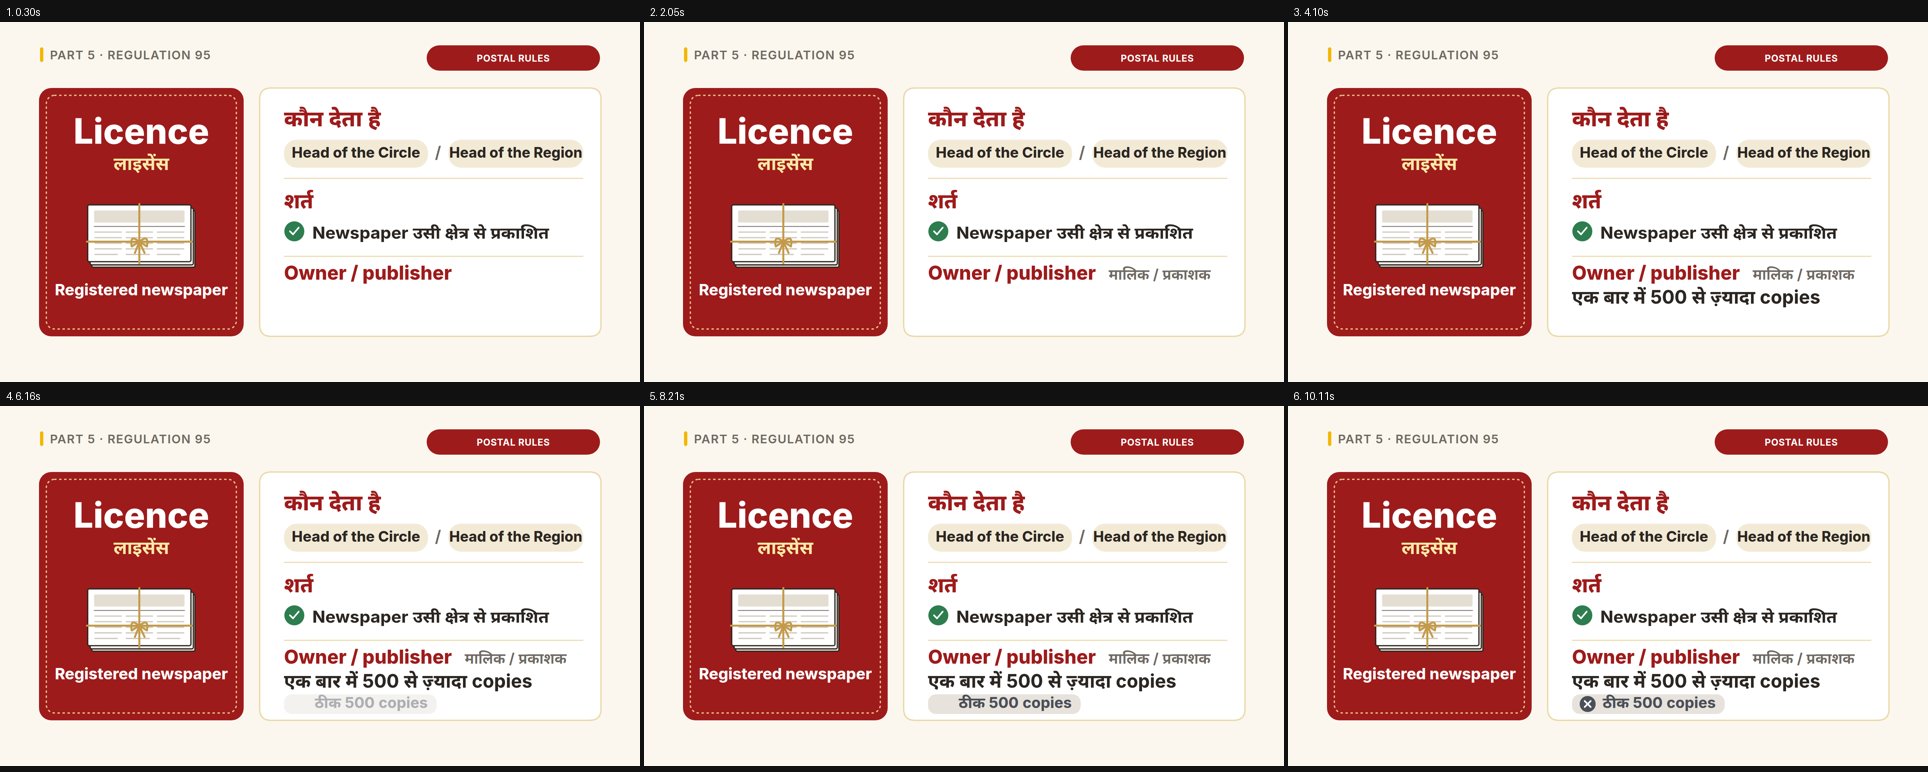 1. 0.30s
PART 5 · REGULATION 95
POSTAL RULES
Licence
लाइसेंस
Registered newspaper
कौन देता है
Head of the Circle / Head of the Region
शर्त
Newspaper उसी क्षेत्र से प्रकाशित
Owner / publisher
2. 2.05s
PART 5 · REGULATION 95
POSTAL RULES
Licence
लाइसेंस
Registered newspaper
कौन देता है
Head of the Circle / Head of the Region
शर्त
Newspaper उसी क्षेत्र से प्रकाशित
Owner / publisher मालिक / प्रकाशक
3. 4.10s
PART 5 · REGULATION 95
POSTAL RULES
Licence
लाइसेंस
Registered newspaper
कौन देता है
Head of the Circle / Head of the Region
शर्त
Newspaper उसी क्षेत्र से प्रकाशित
Owner / publisher मालिक / प्रकाशक
एक बार में 500 से ज़्यादा copies
4. 6.16s
PART 5 · REGULATION 95
POSTAL RULES
Licence
लाइसेंस
Registered newspaper
कौन देता है
Head of the Circle / Head of the Region
शर्त
Newspaper उसी क्षेत्र से प्रकाशित
Owner / publisher मालिक / प्रकाशक
एक बार में 500 से ज़्यादा copies
ठीक 500 copies
5. 8.21s
PART 5 · REGULATION 95
POSTAL RULES
Licence
लाइसेंस
Registered newspaper
कौन देता है
Head of the Circle / Head of the Region
शर्त
Newspaper उसी क्षेत्र से प्रकाशित
Owner / publisher मालिक / प्रकाशक
एक बार में 500 से ज़्यादा copies
ठीक 500 copies
6. 10.11s
PART 5 · REGULATION 95
POSTAL RULES
Licence
लाइसेंस
Registered newspaper
कौन देता है
Head of the Circle / Head of the Region
शर्त
Newspaper उसी क्षेत्र से प्रकाशित
Owner / publisher मालिक / प्रकाशक
एक बार में 500 से ज़्यादा copies
ठीक 500 copies